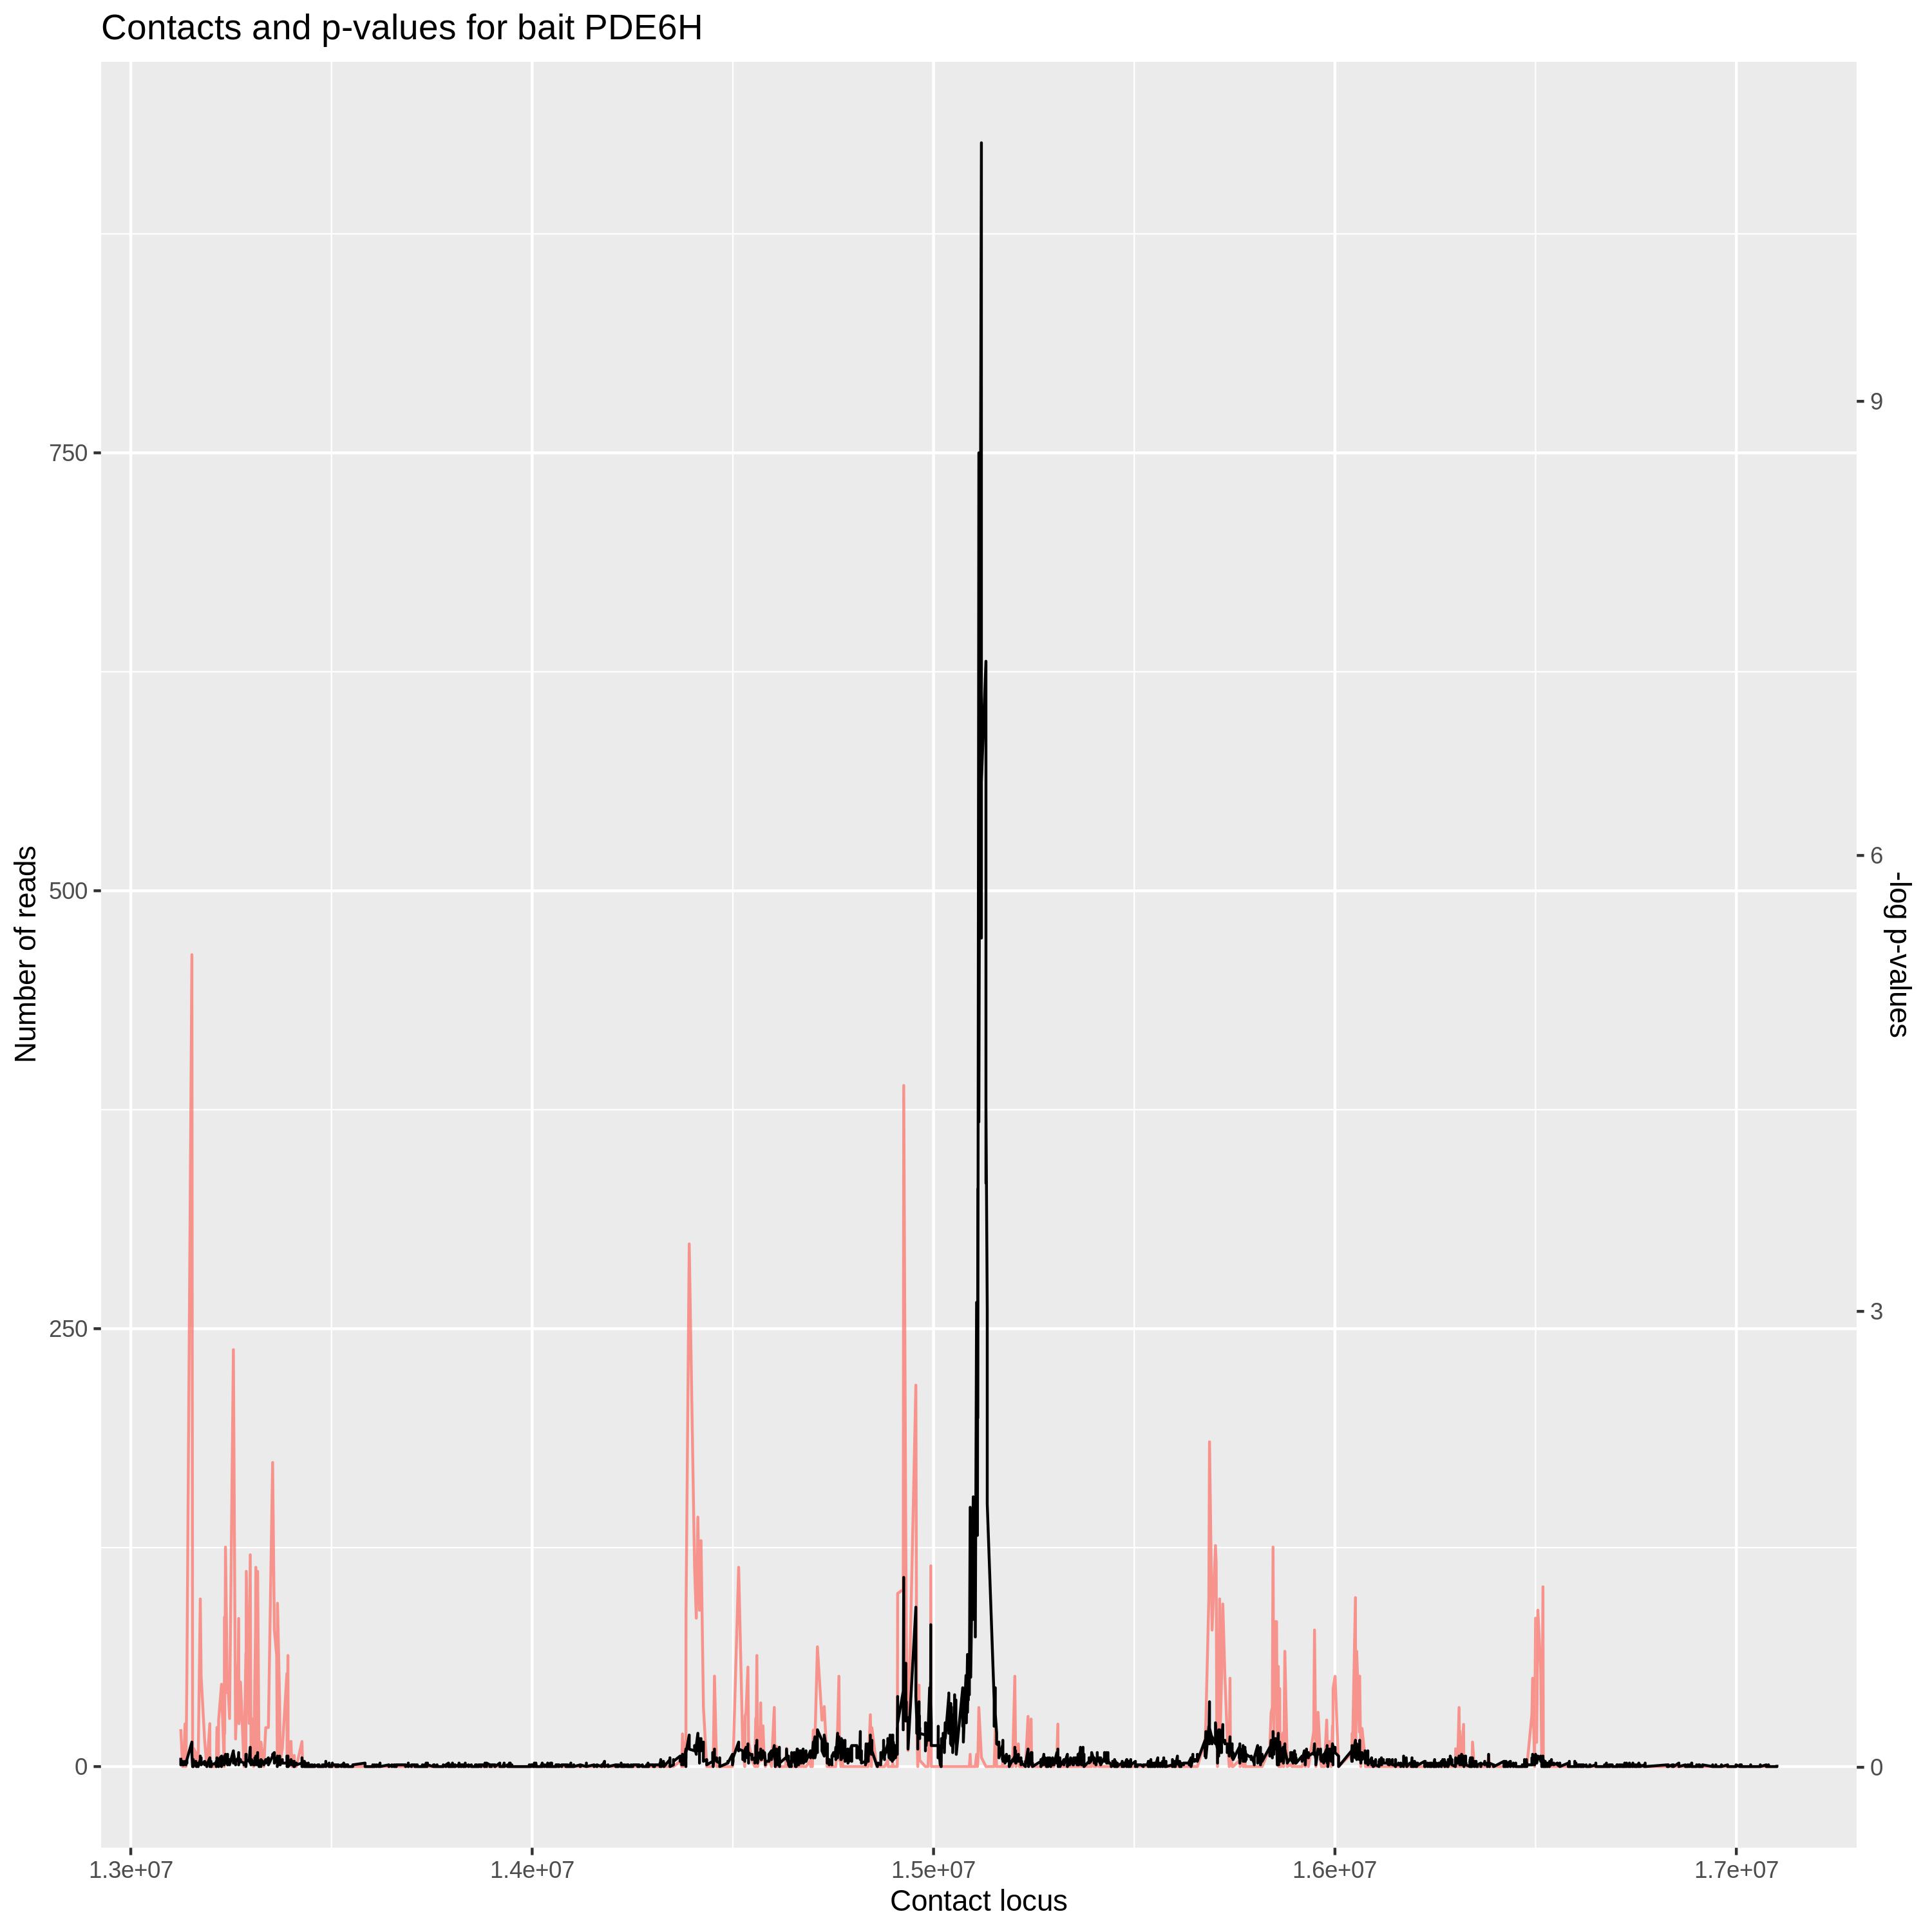 Contacts and p-values for bait PDE6H
Number of reads
750
500
250
0
9
6
3
0
-log p-values
1.3e+07 1.4e+07 1.5e+07 1.6e+07 1.7e+07
Contact locus